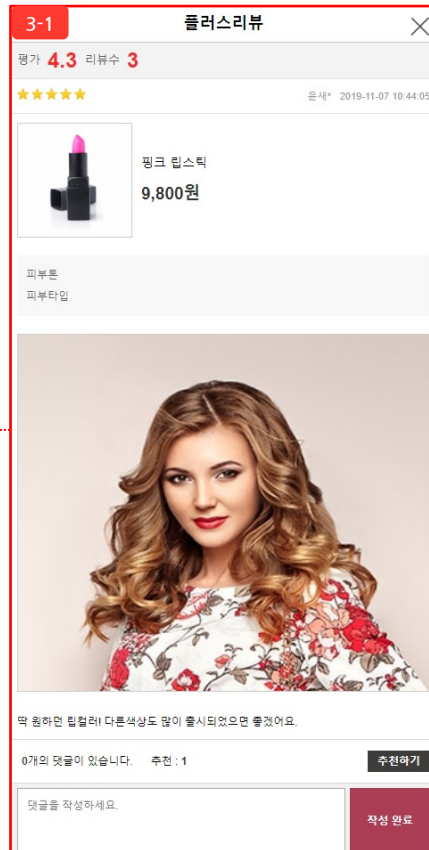 3-1
플러스리뷰
평가 4.3 리뷰수 3
윤새* 2019-11-07 10:44:05
핑크 립스틱
9,800원
피부톤
피부타입
딱 원하던 립컬러! 다른색상도 많이 출시되었으면 좋겠어요.
0개의 댓글이 있습니다. 추천 : 1 추천하기
댓글을 작성하세요.
작성 완료